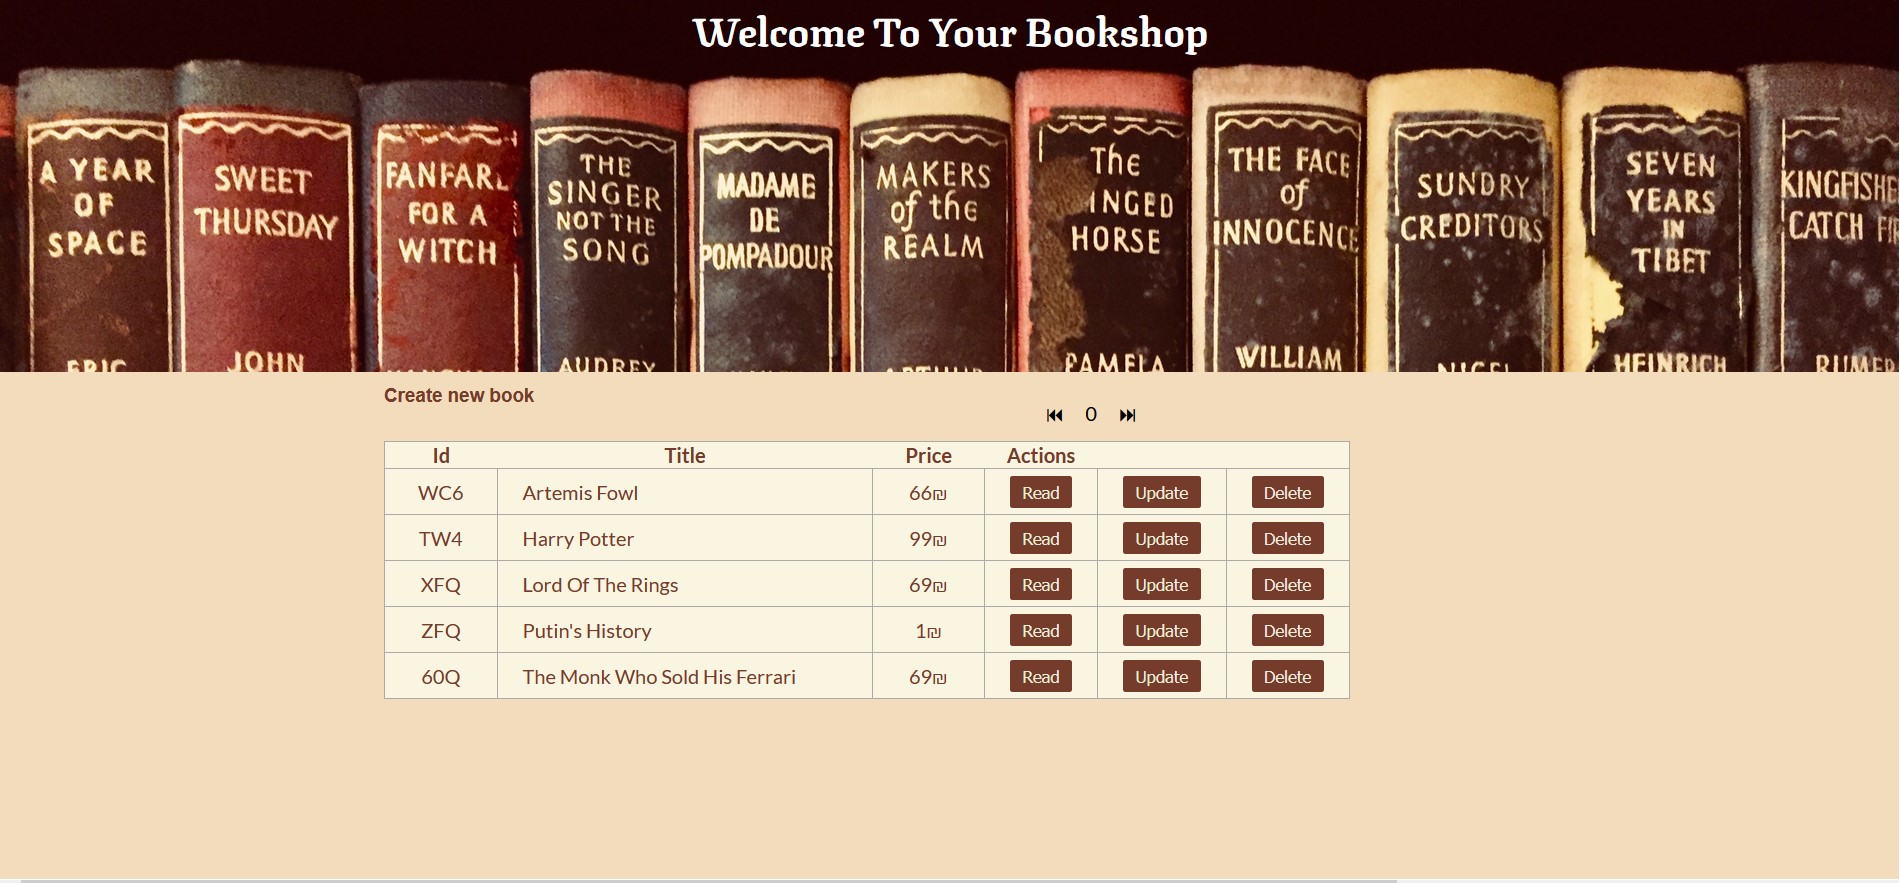 Welcome To Your Bookshop
A YEAR
OF
SPACE
ERIC
SWEET
THURSDAY
JOHN
FANFAR
FOR A
WITCH
THE
SINGER
NOT THE
SONG
AUDREY
MADAME
DE
POMPADOUR
MAKERS
of the
REALM
ARTHUR
The
INGED
HORSE
PAMELA
THE FACE
of
INNOCENCE
WILLIAM
SUNDRY
CREDITORS
NIGEL
SEVEN
YEARS
IN
TIBET
HEINRICH
KINGFISHE
CATCH FIR
RUMER
Create new book
⏮ 0 ⏭
Id Title Price Actions
WC6 Artemis Fowl 66₪ Read Update Delete
TW4 Harry Potter 99₪ Read Update Delete
XFQ Lord Of The Rings 69₪ Read Update Delete
ZFQ Putin's History 1₪ Read Update Delete
60Q The Monk Who Sold His Ferrari 69₪ Read Update Delete